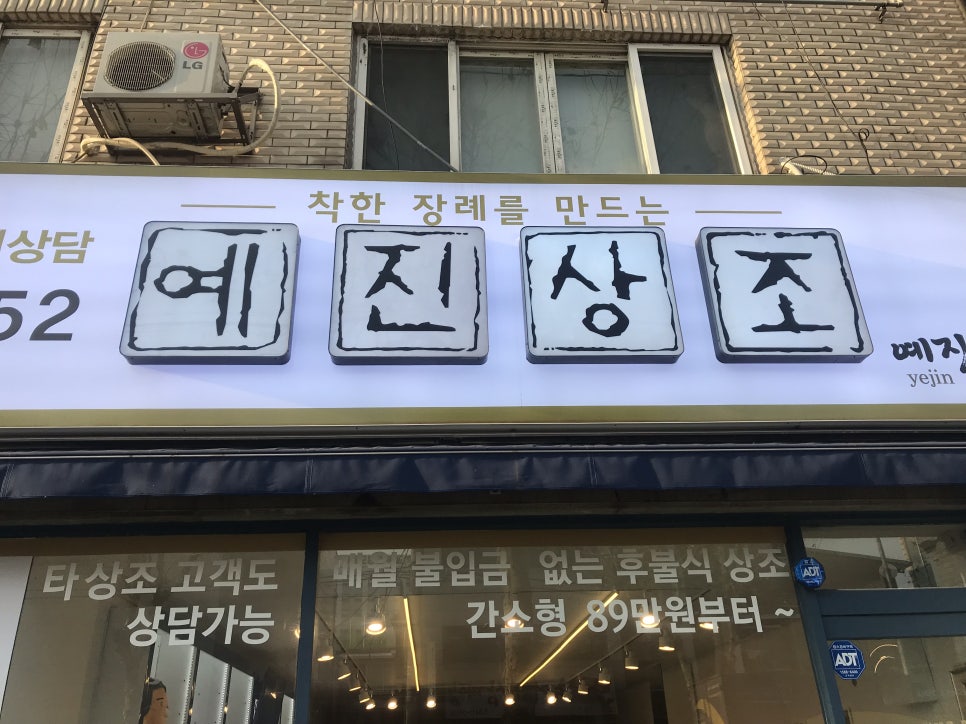 LG
착한 장례를 만드는
상담
52
예진상조
예진
yejin
타상조 고객도
상담가능
매월 불입금 없는 후불식 상조
간소형 89만원부터 ~
ADT
ADT